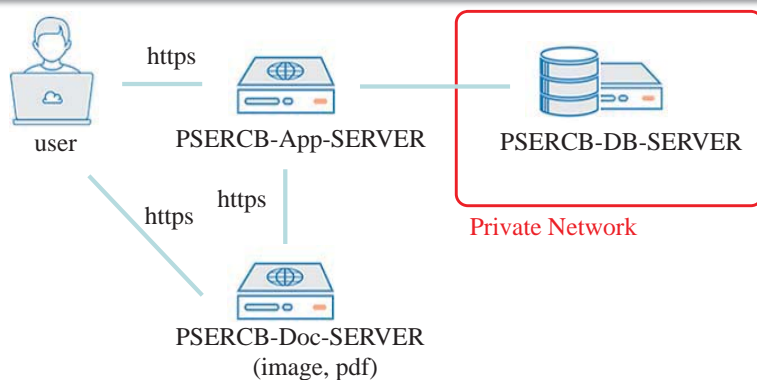 https
user
PSERCB-App-SERVER
PSERCB-DB-SERVER
https
https
Private Network
PSERCB-Doc-SERVER
(image, pdf)